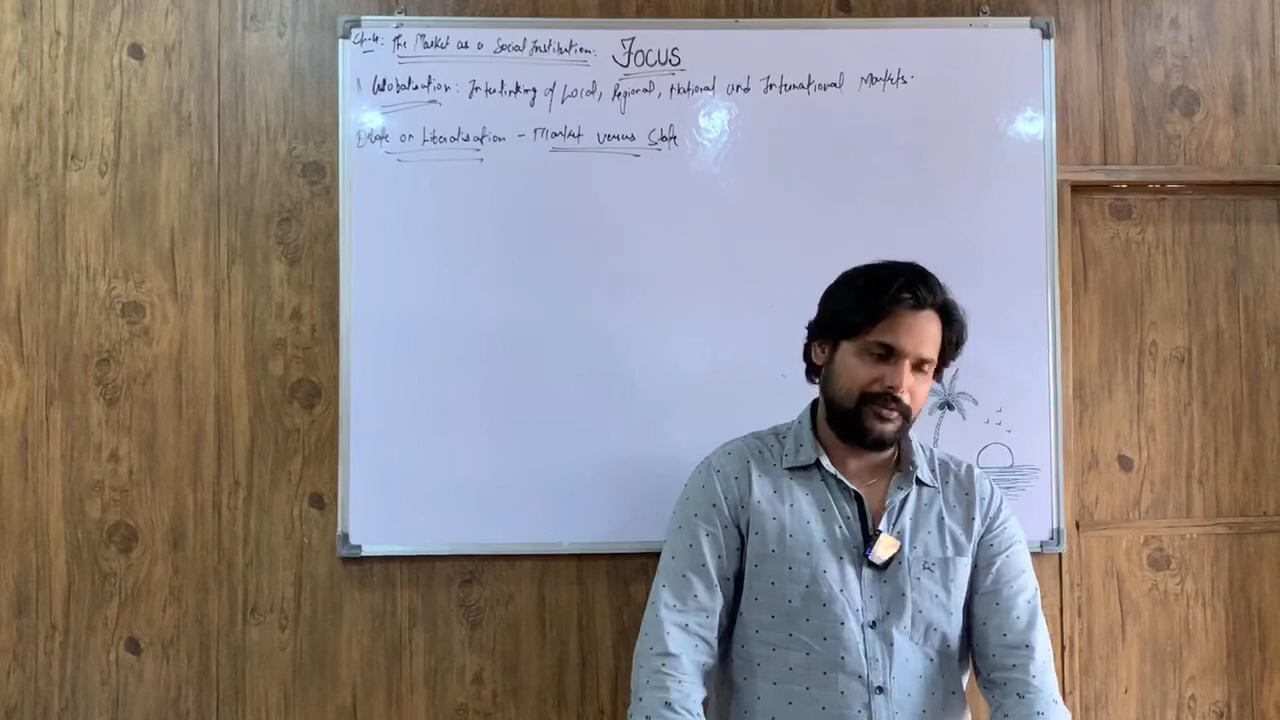 Ch-4: The Market as a Social Institution: FOCUS
Globalisation: Interlinking of Local, Regional, National and International Markets.
Debate on Liberalisation - Market versus State